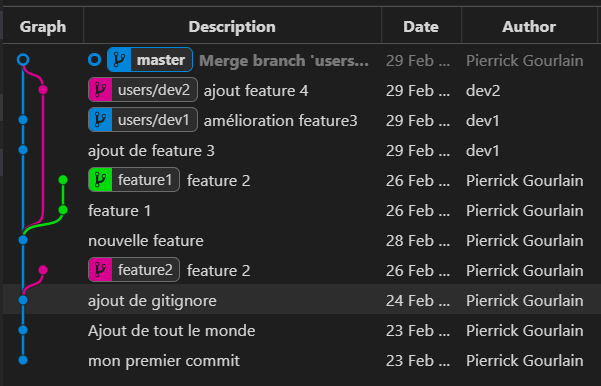 Graph Description Date Author
master Merge branch 'users... 29 Feb ... Pierrick Gourlain
users/dev2 ajout feature 4 29 Feb ... dev2
users/dev1 amélioration feature3 29 Feb ... dev1
ajout de feature 3 29 Feb ... dev1
feature1 feature 2 26 Feb ... Pierrick Gourlain
feature 1 26 Feb ... Pierrick Gourlain
nouvelle feature 28 Feb ... Pierrick Gourlain
feature2 feature 2 26 Feb ... Pierrick Gourlain
ajout de gitignore 24 Feb ... Pierrick Gourlain
Ajout de tout le monde 23 Feb ... Pierrick Gourlain
mon premier commit 23 Feb ... Pierrick Gourlain